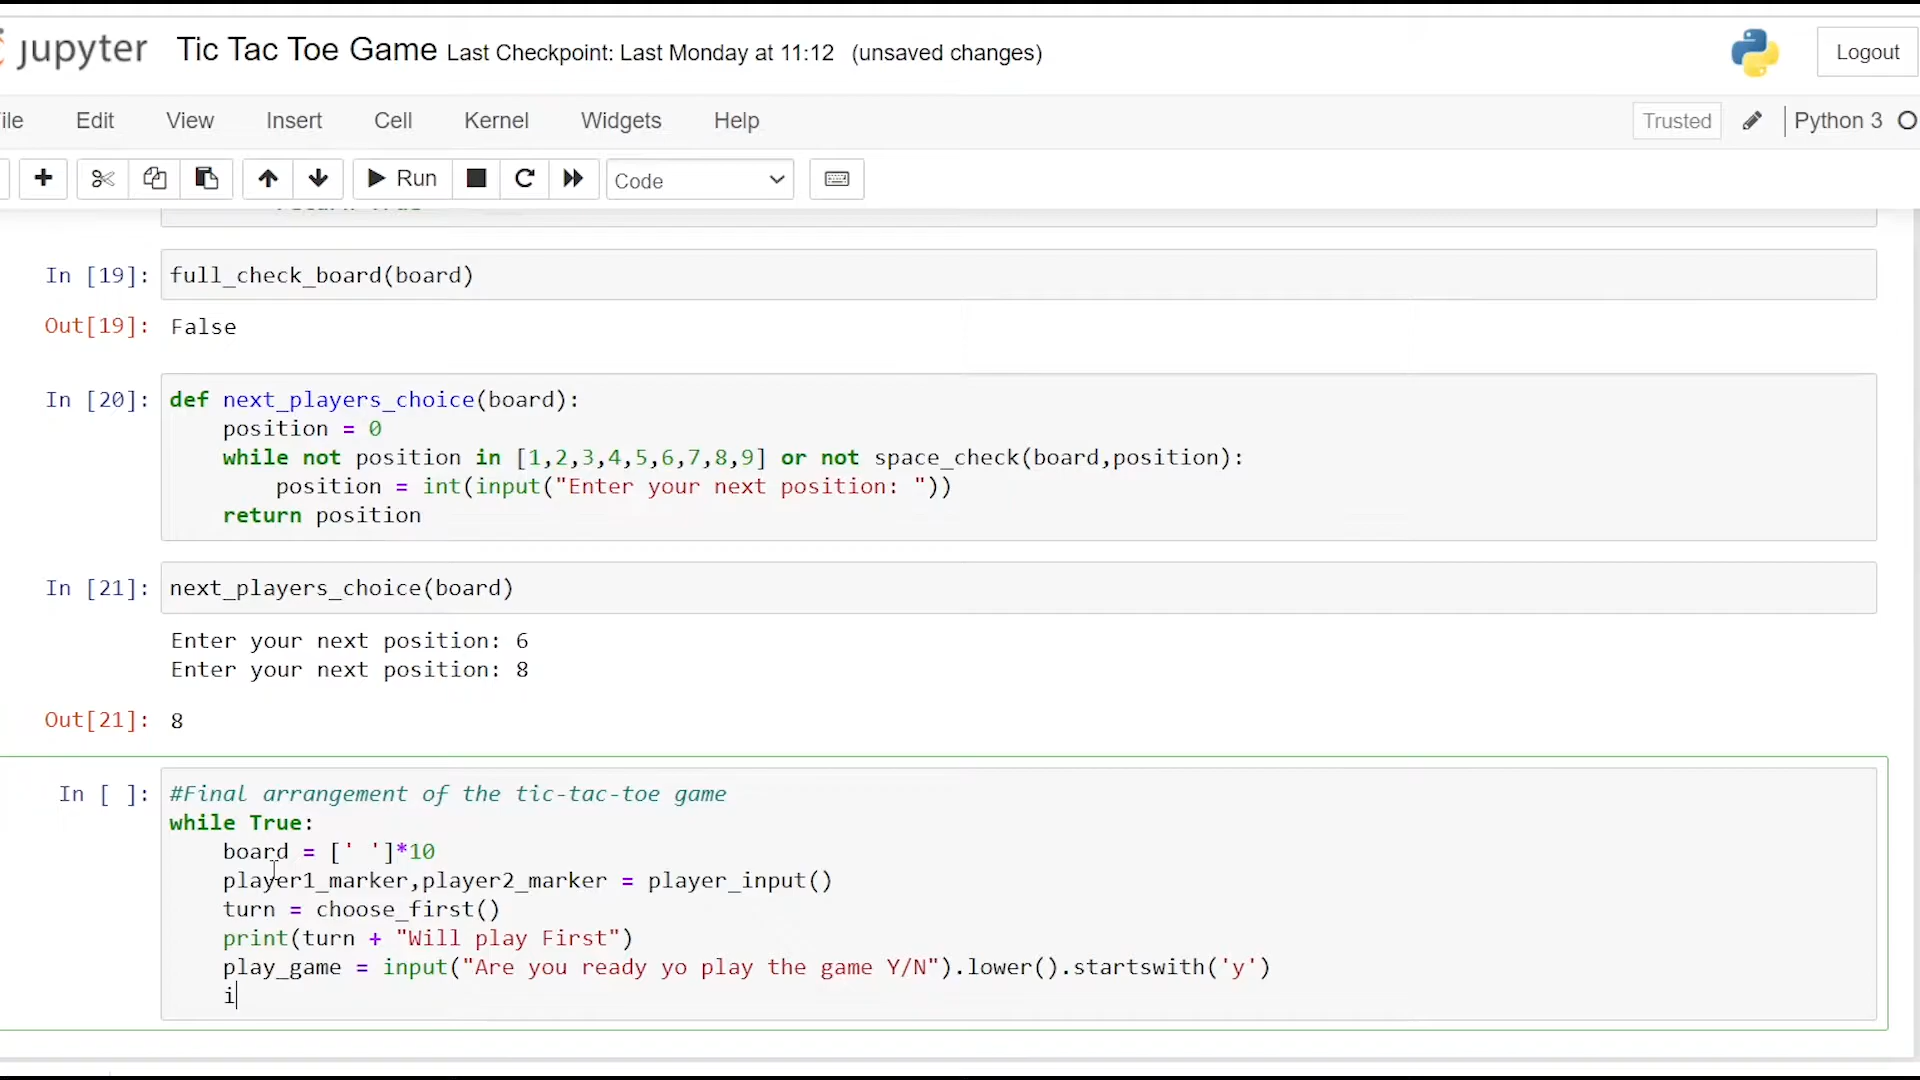 jupyter Tic Tac Toe Game Last Checkpoint: Last Monday at 11:12 (unsaved changes) Logout
ile Edit View Insert Cell Kernel Widgets Help Trusted Python 3
Run Code
In [19]: full_check_board(board)
Out[19]: False
In [20]: def next_players_choice(board):
    position = 0
    while not position in [1,2,3,4,5,6,7,8,9] or not space_check(board,position):
        position = int(input("Enter your next position: "))
    return position
In [21]: next_players_choice(board)
Enter your next position: 6
Enter your next position: 8
Out[21]: 8
In [ ]: #Final arrangement of the tic-tac-toe game
while True:
    board = [' ']*10
    player1_marker,player2_marker = player_input()
    turn = choose_first()
    print(turn + "Will play First")
    play_game = input("Are you ready yo play the game Y/N").lower().startswith('y')
    i